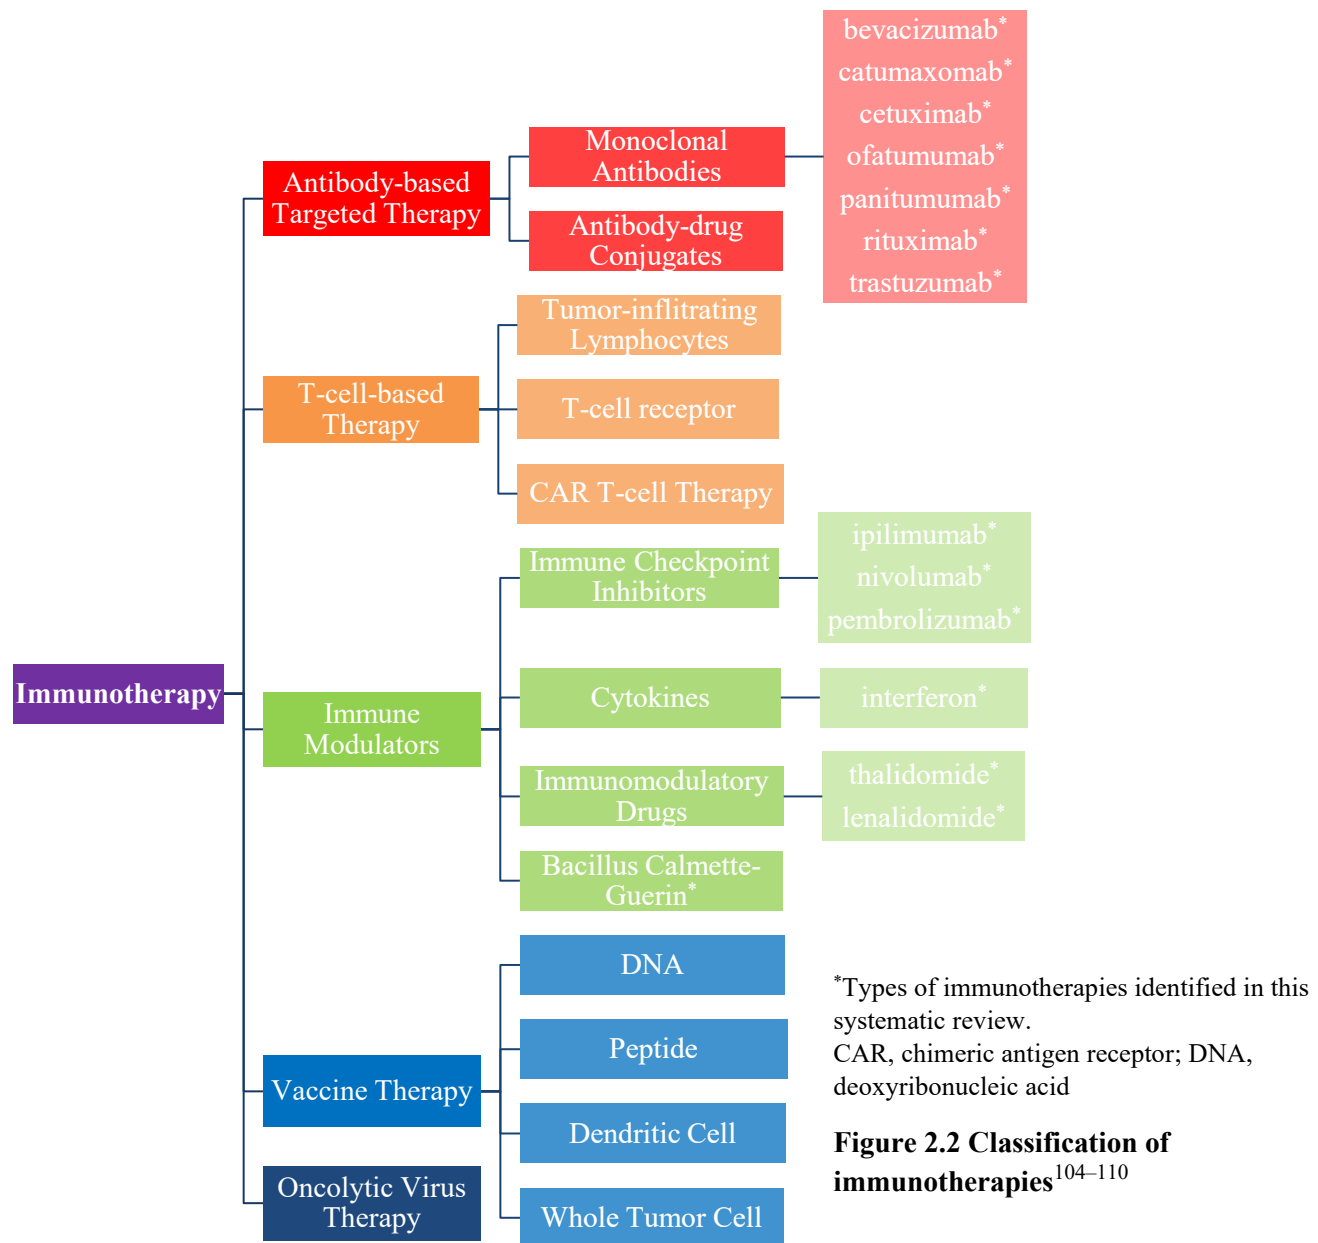 Immunotherapy
Antibody-based
Targeted Therapy
Monoclonal
Antibodies
bevacizumab*
catumaxomab*
cetuximab*
ofatumumab*
panitumumab*
rituximab*
trastuzumab*
Antibody-drug
Conjugates
T-cell-based
Therapy
Tumor-inflitrating
Lymphocytes
T-cell receptor
CAR T-cell Therapy
Immune
Modulators
Immune Checkpoint
Inhibitors
ipilimumab*
nivolumab*
pembrolizumab*
Cytokines
interferon*
Immunomodulatory
Drugs
thalidomide*
lenalidomide*
Bacillus Calmette-
Guerin*
Vaccine Therapy
DNA
Peptide
Dendritic Cell
Whole Tumor Cell
Oncolytic Virus
Therapy
*Types of immunotherapies identified in this
systematic review.
CAR, chimeric antigen receptor; DNA,
deoxyribonucleic acid
Figure 2.2 Classification of
immunotherapies104–110